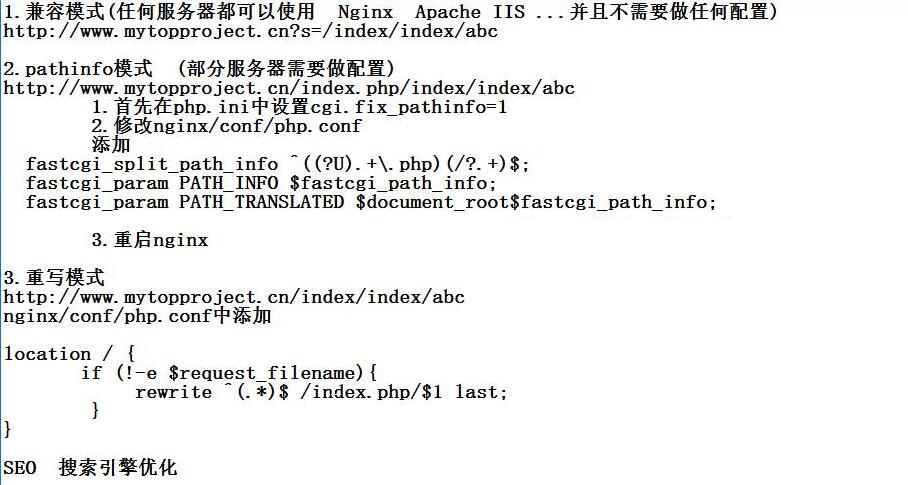 1.兼容模式(任何服务器都可以使用  Nginx  Apache IIS ...并且不需要做任何配置)
http://www.mytopproject.cn?s=/index/index/abc
2.pathinfo模式  (部分服务器需要做配置)
http://www.mytopproject.cn/index.php/index/index/abc
1.首先在php.ini中设置cgi.fix_pathinfo=1
2.修改nginx/conf/php.conf
添加
fastcgi_split_path_info ^((?U).+\.php)(/?.+)$;
fastcgi_param PATH_INFO $fastcgi_path_info;
fastcgi_param PATH_TRANSLATED $document_root$fastcgi_path_info;
3.重启nginx
3.重写模式
http://www.mytopproject.cn/index/index/abc
nginx/conf/php.conf中添加
location / {
if (!-e $request_filename){
rewrite ^(.*)$ /index.php/$1 last;
}
}
SEO  搜索引擎优化